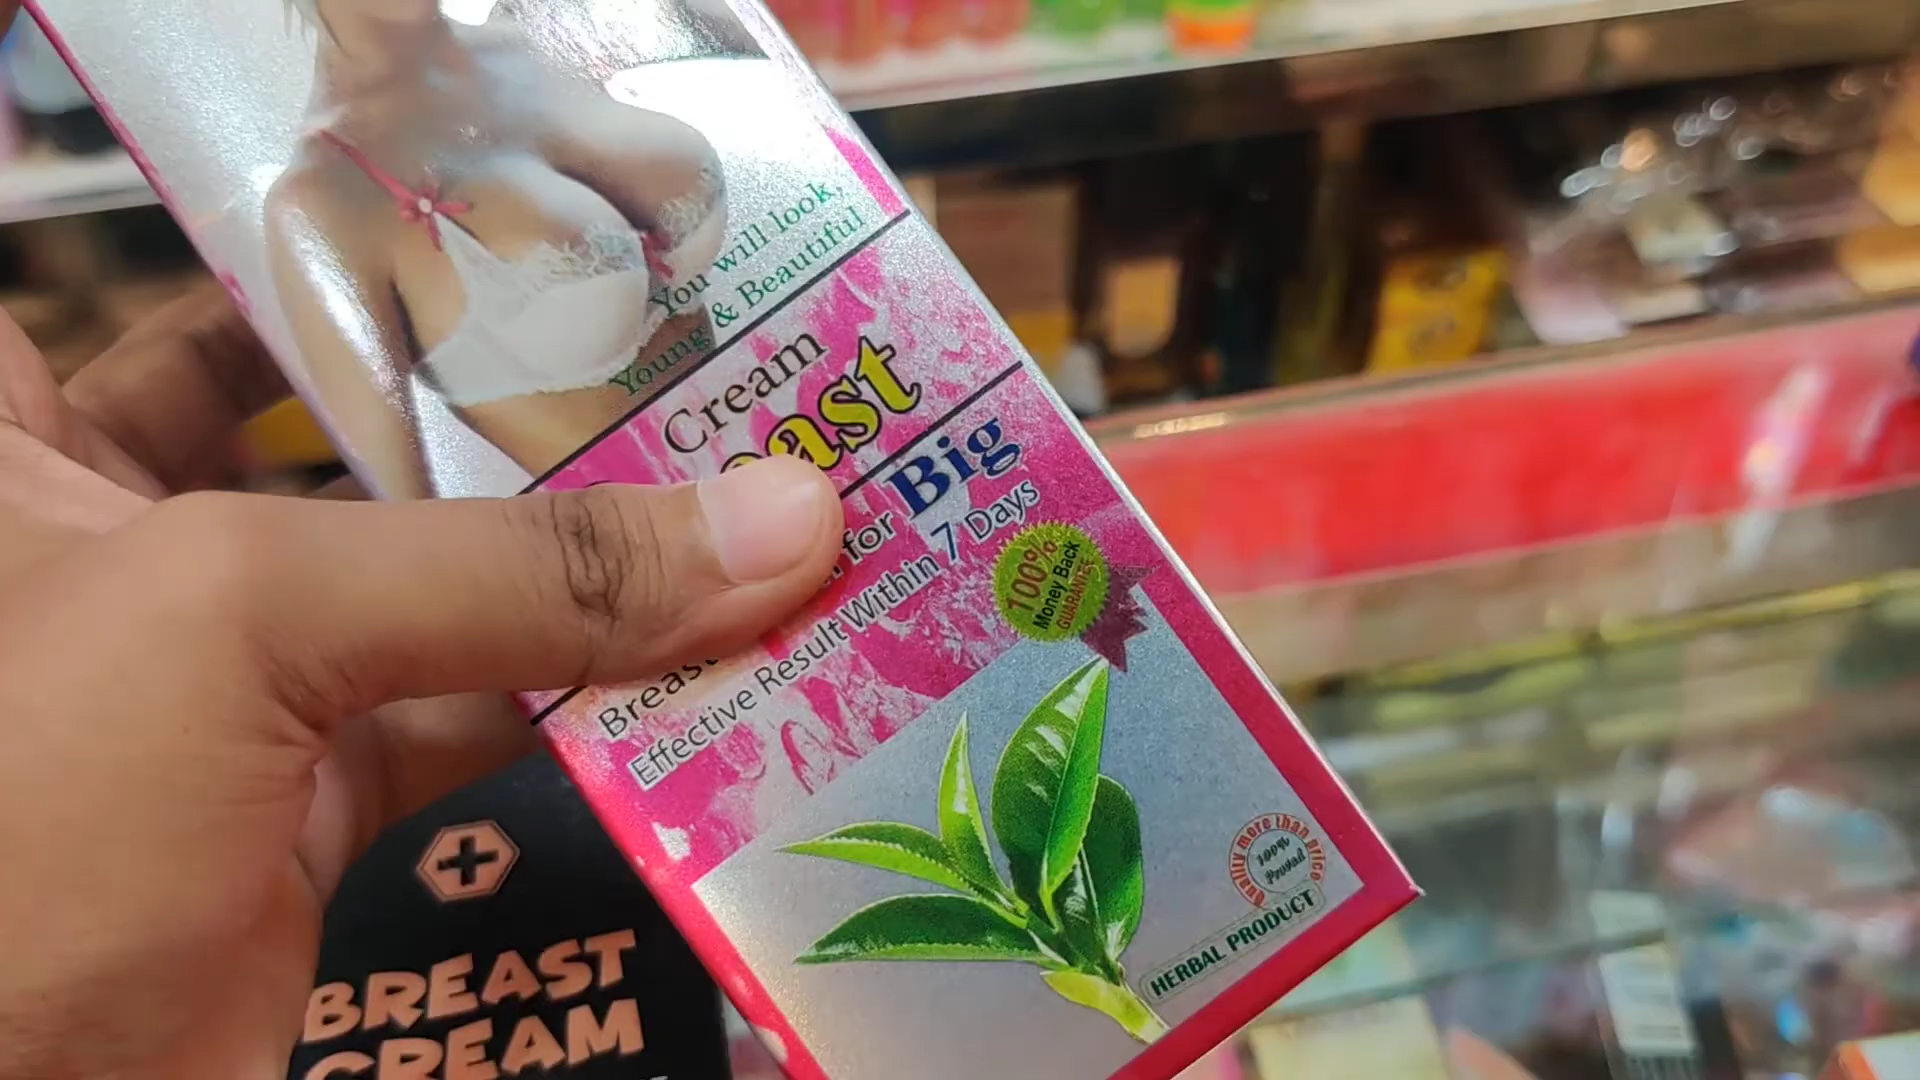 You will look,
Young & Beautiful
Cream
for Big
Breast
Effective Result Within 7 Days
100%
Money Back
GUARANTEE
Quality more than price
100%
HERBAL PRODUCT
BREAST
CREAM